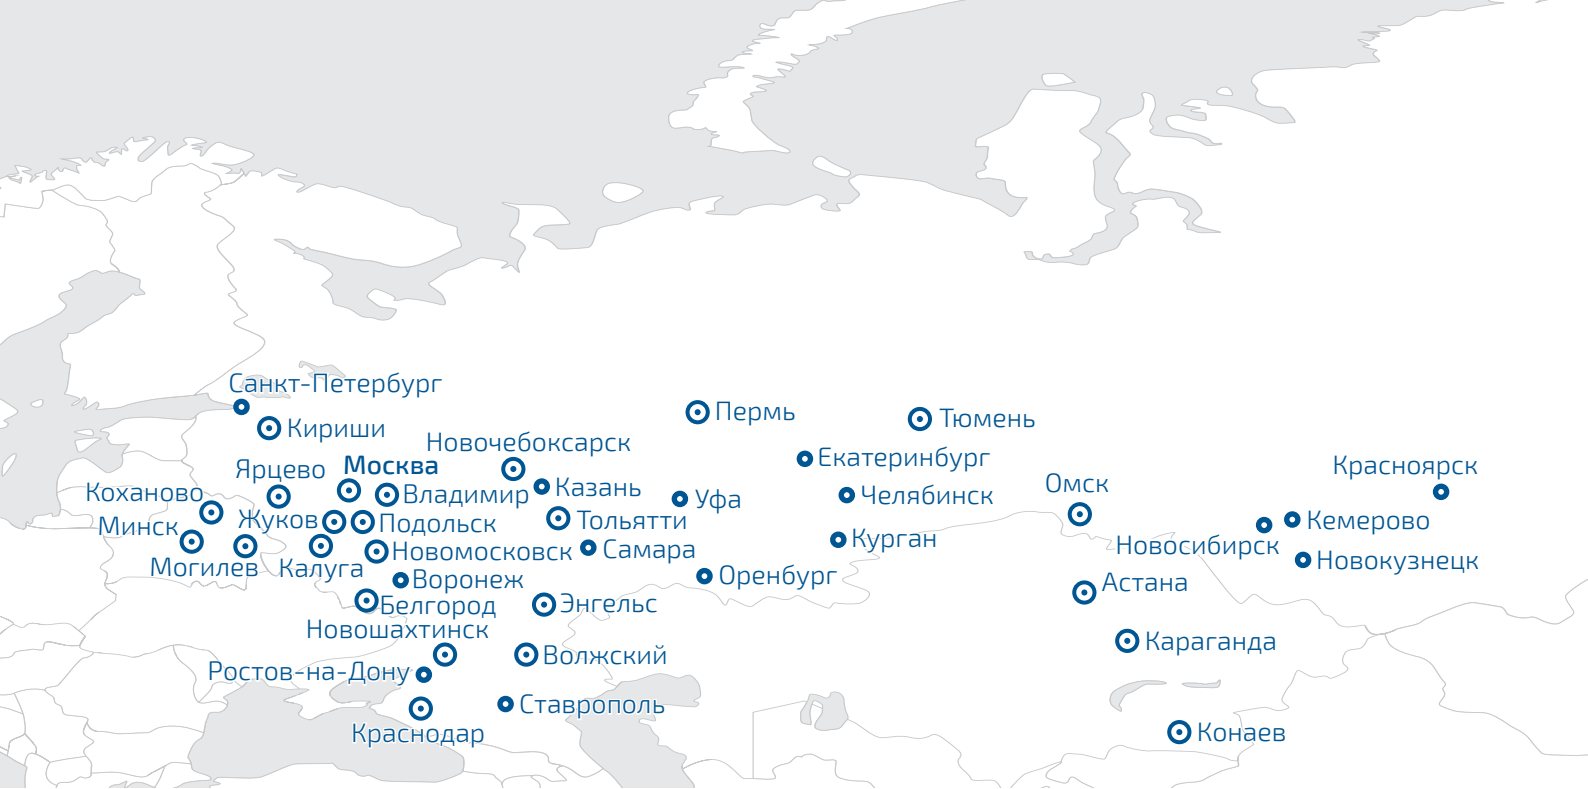 Санкт-Петербург
Кириши
Пермь
Тюмень
Новочебоксарск
Екатеринбург
Ярцево
Москва
Красноярск
Коханово
Владимир
Казань
Уфа
Челябинск
Омск
Минск
Жуков
Подольск
Тольятти
Кемерово
Могилев
Калуга
Новомосковск
Самара
Курган
Новосибирск
Новокузнецк
Воронеж
Оренбург
Астана
Белгород
Энгельс
Новошахтинск
Караганда
Ростов-на-Дону
Волжский
Ставрополь
Краснодар
Конаев